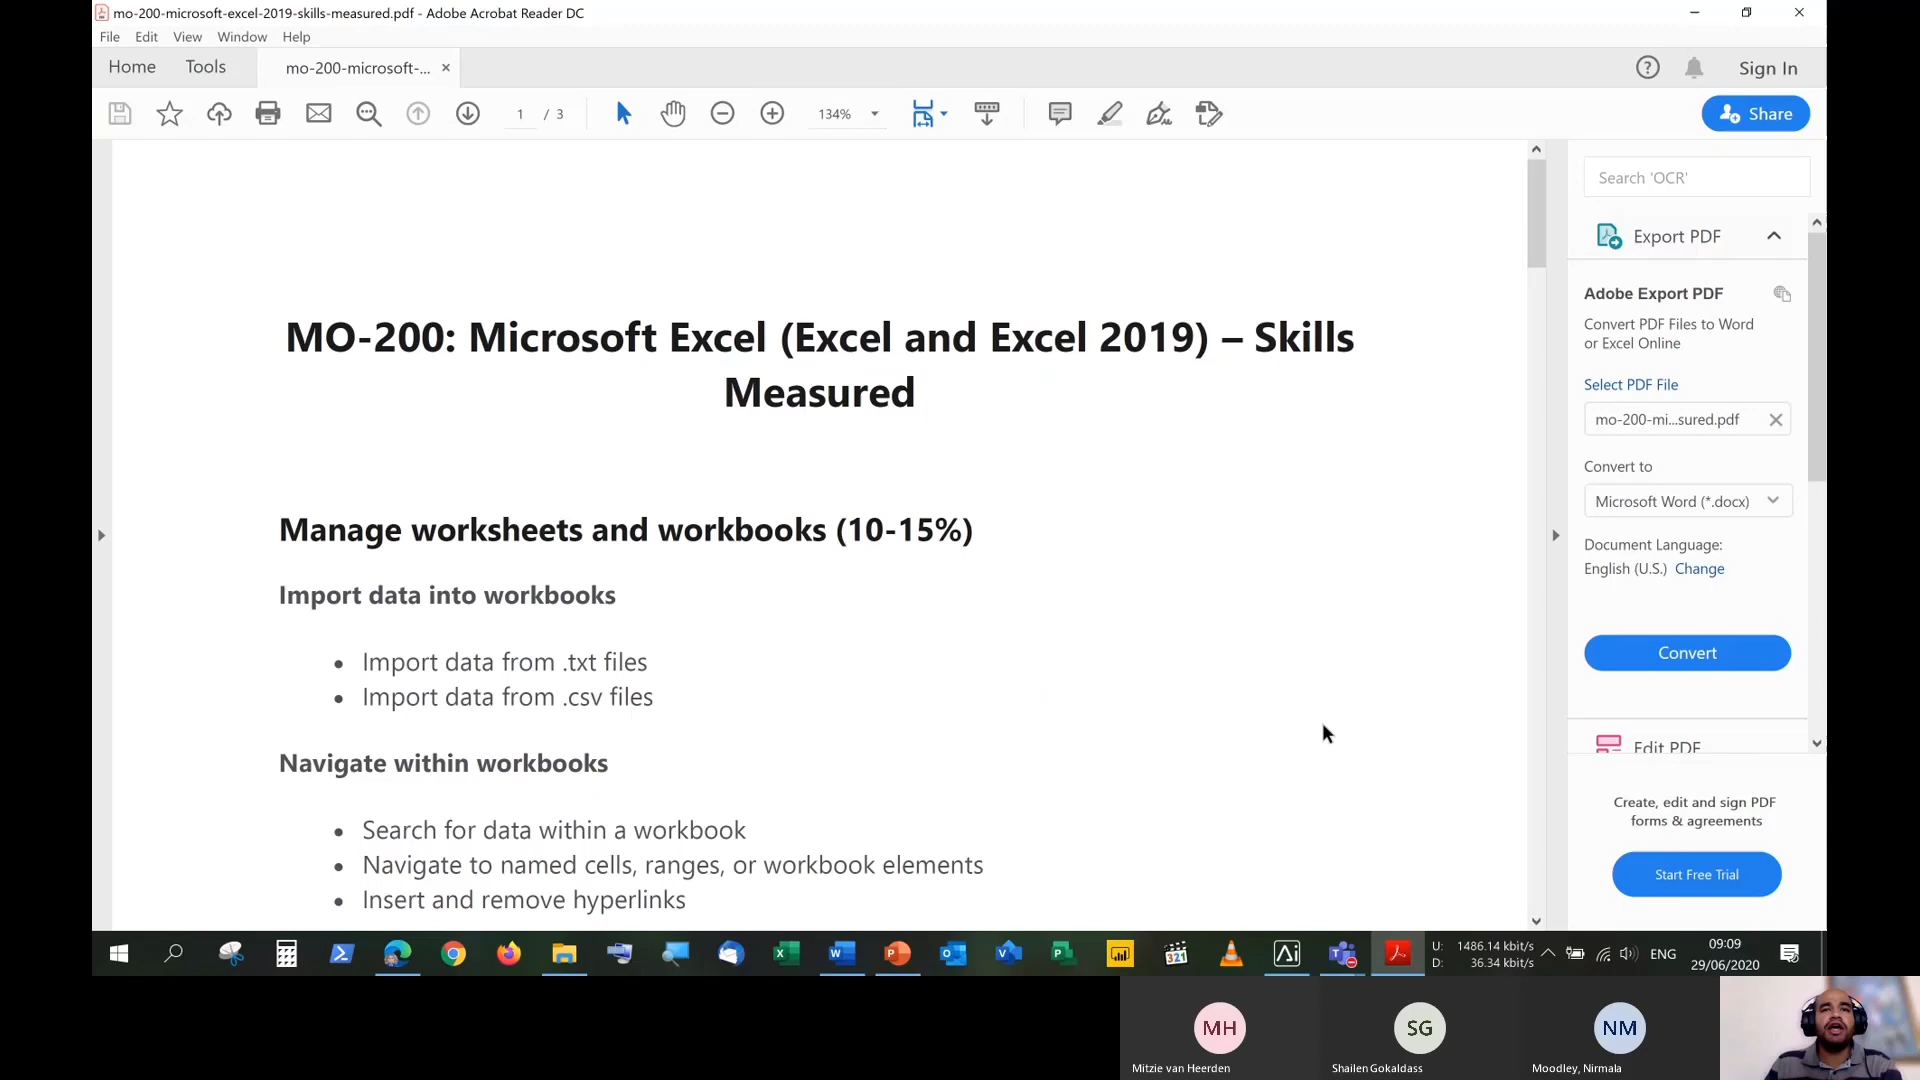 mo-200-microsoft-excel-2019-skills-measured.pdf - Adobe Acrobat Reader DC
File Edit View Window Help
Home Tools mo-200-microsoft-... Sign In
1 / 3 134% Share
Search 'OCR'
Export PDF
Adobe Export PDF
Convert PDF Files to Word
or Excel Online
Select PDF File
mo-200-mi...sured.pdf
Convert to
Microsoft Word (*.docx)
Document Language:
English (U.S.) Change
Convert
Edit PDF
Create, edit and sign PDF
forms & agreements
Start Free Trial
MO-200: Microsoft Excel (Excel and Excel 2019) – Skills
Measured
Manage worksheets and workbooks (10-15%)
Import data into workbooks
• Import data from .txt files
• Import data from .csv files
Navigate within workbooks
• Search for data within a workbook
• Navigate to named cells, ranges, or workbook elements
• Insert and remove hyperlinks
U: 1486.14 kbit/s
D: 36.34 kbit/s
ENG
09:09
29/06/2020
MH SG NM
Mitzie van Heerden Shailen Gokaldass Moodley, Nirmala